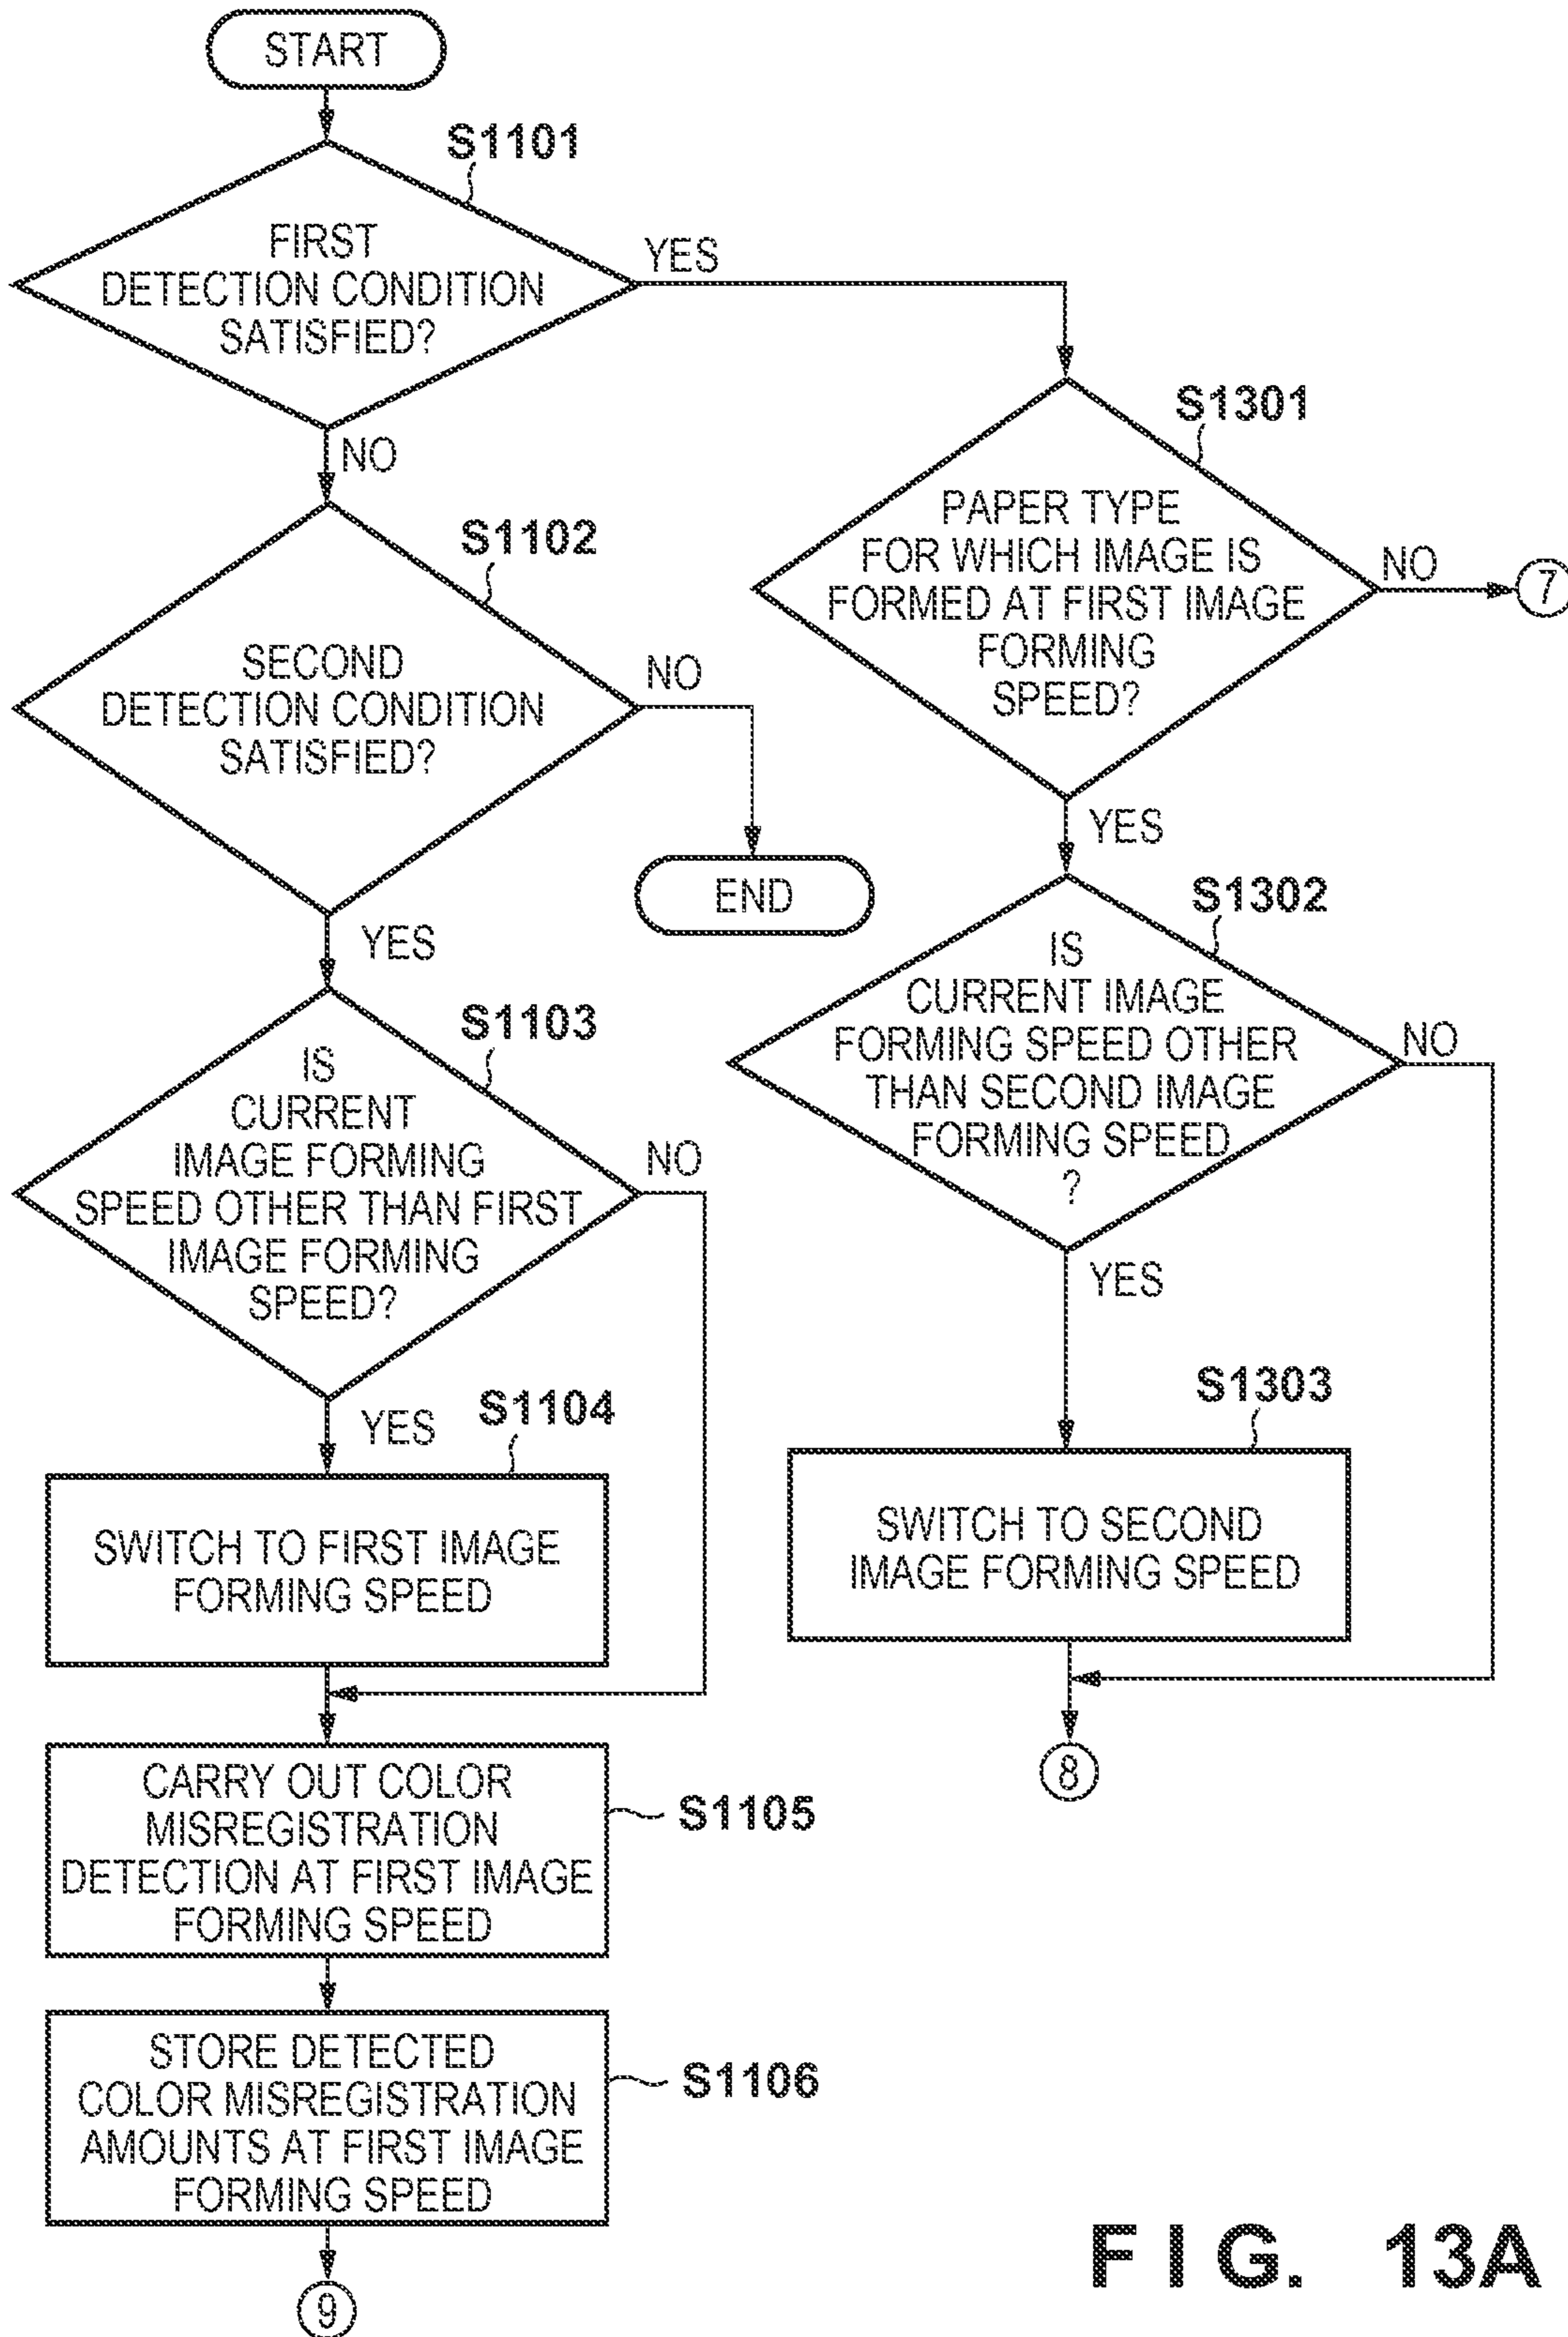 START
S1101
FIRST
DETECTION CONDITION
SATISFIED?
YES
NO
S1102
SECOND
DETECTION CONDITION
SATISFIED?
NO
END
YES
S1103
IS
CURRENT
IMAGE FORMING
SPEED OTHER THAN FIRST
IMAGE FORMING
SPEED?
NO
YES
S1104
SWITCH TO FIRST IMAGE
FORMING SPEED
CARRY OUT COLOR
MISREGISTRATION
DETECTION AT FIRST IMAGE
FORMING SPEED
S1105
STORE DETECTED
COLOR MISREGISTRATION
AMOUNTS AT FIRST IMAGE
FORMING SPEED
S1106
9
S1301
PAPER TYPE
FOR WHICH IMAGE IS
FORMED AT FIRST IMAGE
FORMING
SPEED?
NO
7
YES
S1302
IS
CURRENT IMAGE
FORMING SPEED OTHER
THAN SECOND IMAGE
FORMING SPEED
?
NO
YES
S1303
SWITCH TO SECOND
IMAGE FORMING SPEED
8
FIG. 13A